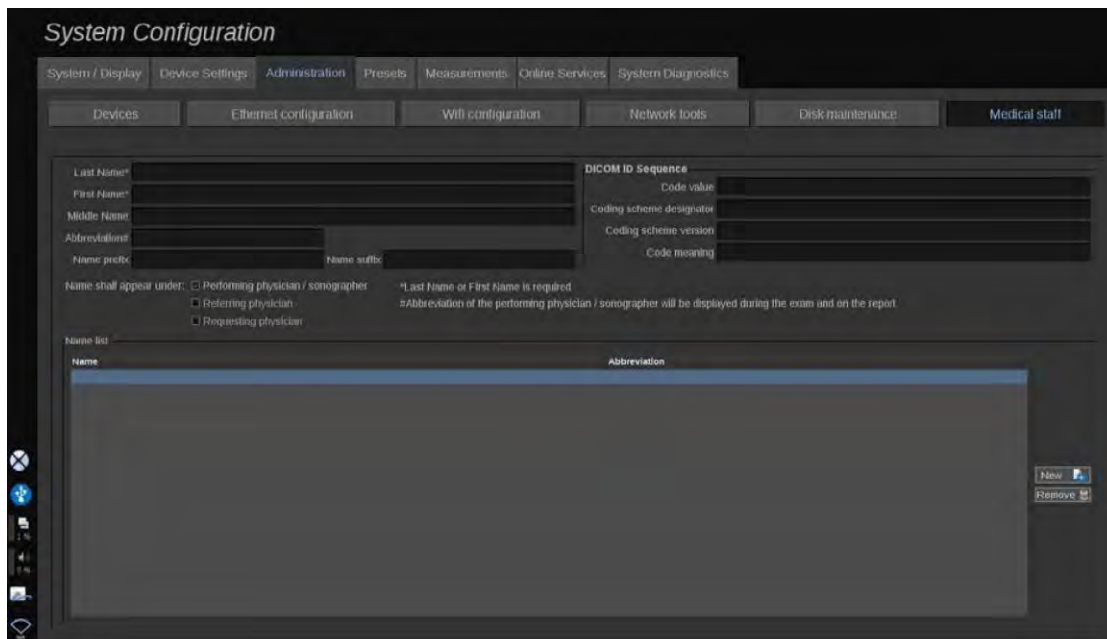 System Configuration
System / Display Device Settings Administration Presets Measurements Online Services System Diagnostics
Devices Ethernet configuration Wifi configuration Network tools Disk maintenance Medical staff
Last Name*
First Name*
Middle Name
Abbreviation#
Name prefix Name suffix
DICOM ID Sequence
Code value
Coding scheme designator
Coding scheme version
Code meaning
Name shall appear under: Performing physician / sonographer
Referring physician
Requesting physician
*Last Name or First Name is required
#Abbreviation of the performing physician / sonographer will be displayed during the exam and on the report
Name list
Name Abbreviation
New
Remove